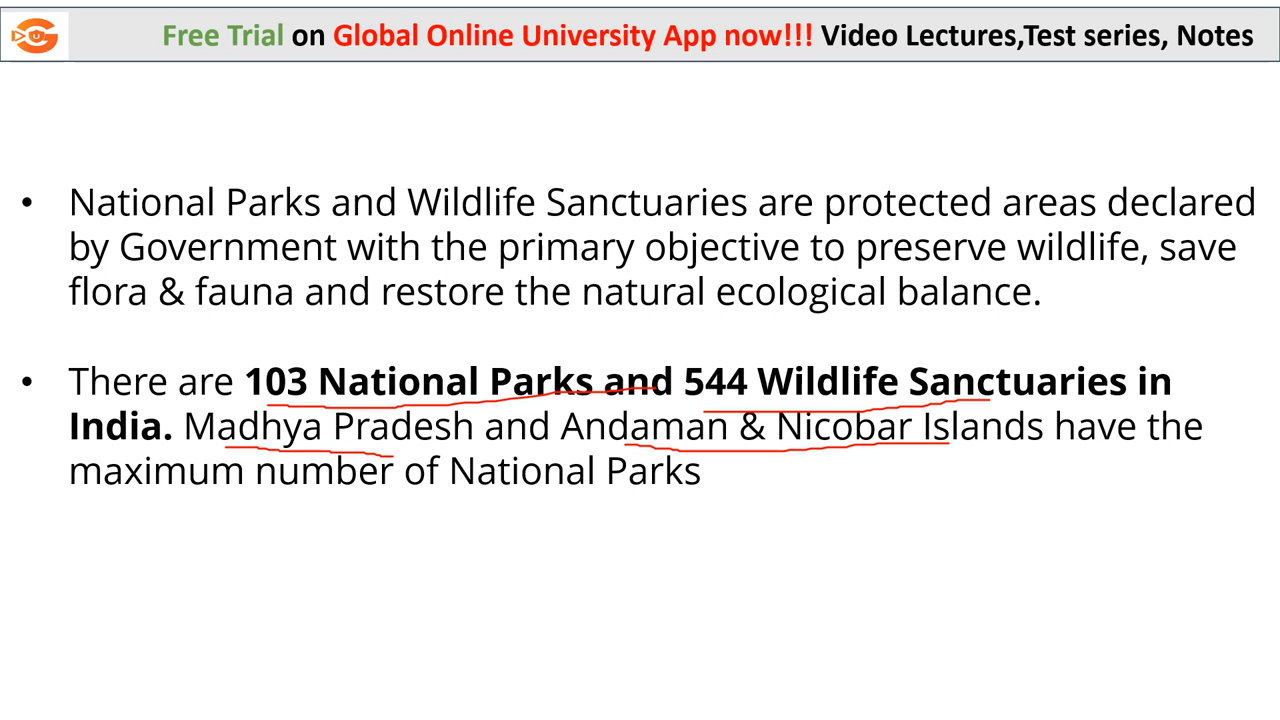 Free Trial on Global Online University App now!!! Video Lectures,Test series, Notes
• National Parks and Wildlife Sanctuaries are protected areas declared
by Government with the primary objective to preserve wildlife, save
flora & fauna and restore the natural ecological balance.
• There are 103 National Parks and 544 Wildlife Sanctuaries in
India. Madhya Pradesh and Andaman & Nicobar Islands have the
maximum number of National Parks